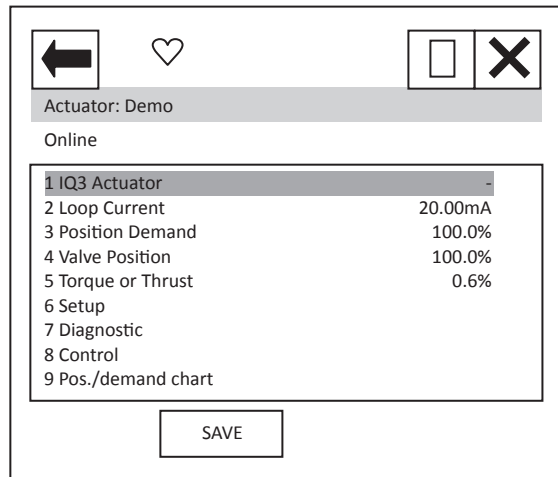 Actuator: Demo
Online
1 IQ3 Actuator -
2 Loop Current 20.00mA
3 Position Demand 100.0%
4 Valve Position 100.0%
5 Torque or Thrust 0.6%
6 Setup
7 Diagnostic
8 Control
9 Pos./demand chart
SAVE